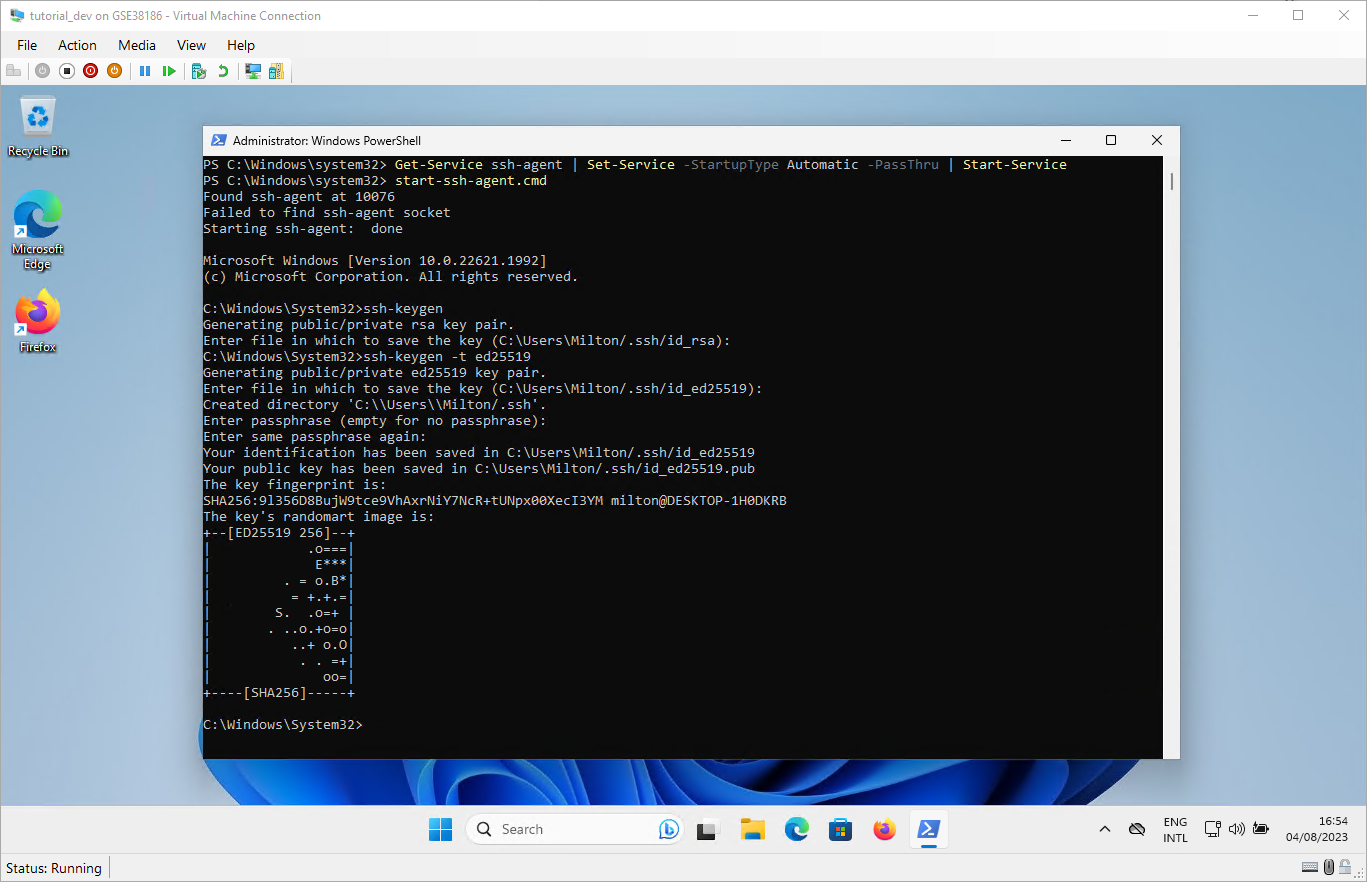 tutorial_dev on GSE38186 - Virtual Machine Connection
File Action Media View Help
Recycle Bin
Microsoft
Edge
Firefox
Administrator: Windows PowerShell
PS C:\Windows\system32> Get-Service ssh-agent | Set-Service -StartupType Automatic -PassThru | Start-Service
PS C:\Windows\system32> start-ssh-agent.cmd
Found ssh-agent at 10076
Failed to find ssh-agent socket
Starting ssh-agent:  done
Microsoft Windows [Version 10.0.22621.1992]
(c) Microsoft Corporation. All rights reserved.
C:\Windows\System32>ssh-keygen
Generating public/private rsa key pair.
Enter file in which to save the key (C:\Users\Milton/.ssh/id_rsa):
C:\Windows\System32>ssh-keygen -t ed25519
Generating public/private ed25519 key pair.
Enter file in which to save the key (C:\Users\Milton/.ssh/id_ed25519):
Created directory 'C:\\Users\\Milton/.ssh'.
Enter passphrase (empty for no passphrase):
Enter same passphrase again:
Your identification has been saved in C:\Users\Milton/.ssh/id_ed25519
Your public key has been saved in C:\Users\Milton/.ssh/id_ed25519.pub
The key fingerprint is:
SHA256:9l356D8BujW9tce9VhAxrNiY7NcR+tUNpx00XecI3YM milton@DESKTOP-1H0DKRB
The key's randomart image is:
+--[ED25519 256]--+
|            .o===|
|             E***|
|         . = o.B*|
|          = +.+.=|
|        S.  .o=+ |
|       . ..o.+o=o|
|          ..+ o.O|
|           . . =+|
|              oo=|
+----[SHA256]-----+
C:\Windows\System32>
Search
ENG
INTL
16:54
04/08/2023
Status: Running